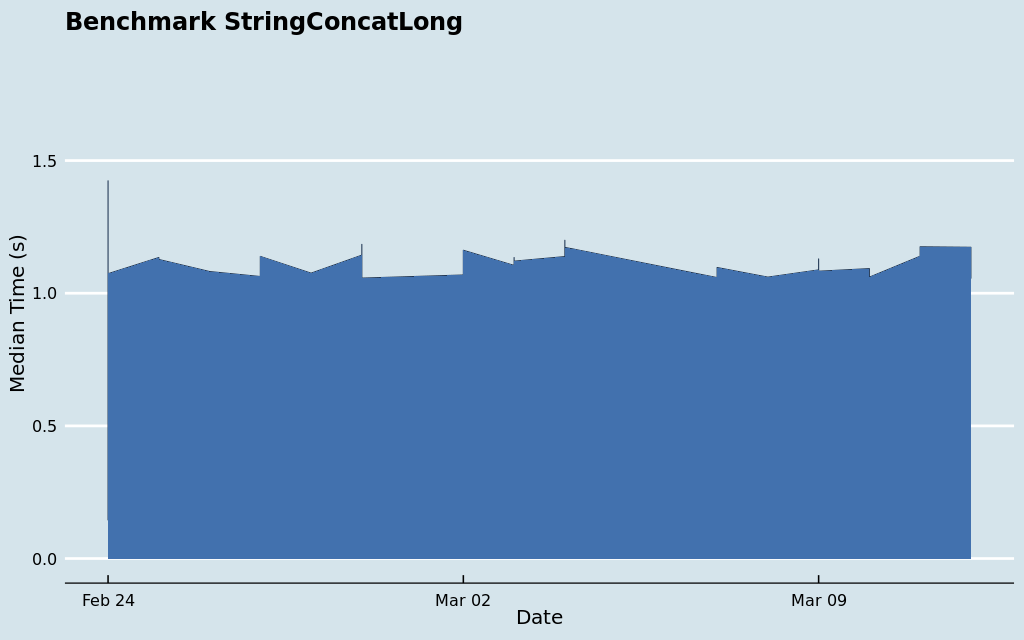 Benchmark StringConcatLong
Median Time (s)
1.5
1.0
0.5
0.0
Feb 24
Mar 02
Mar 09
Date